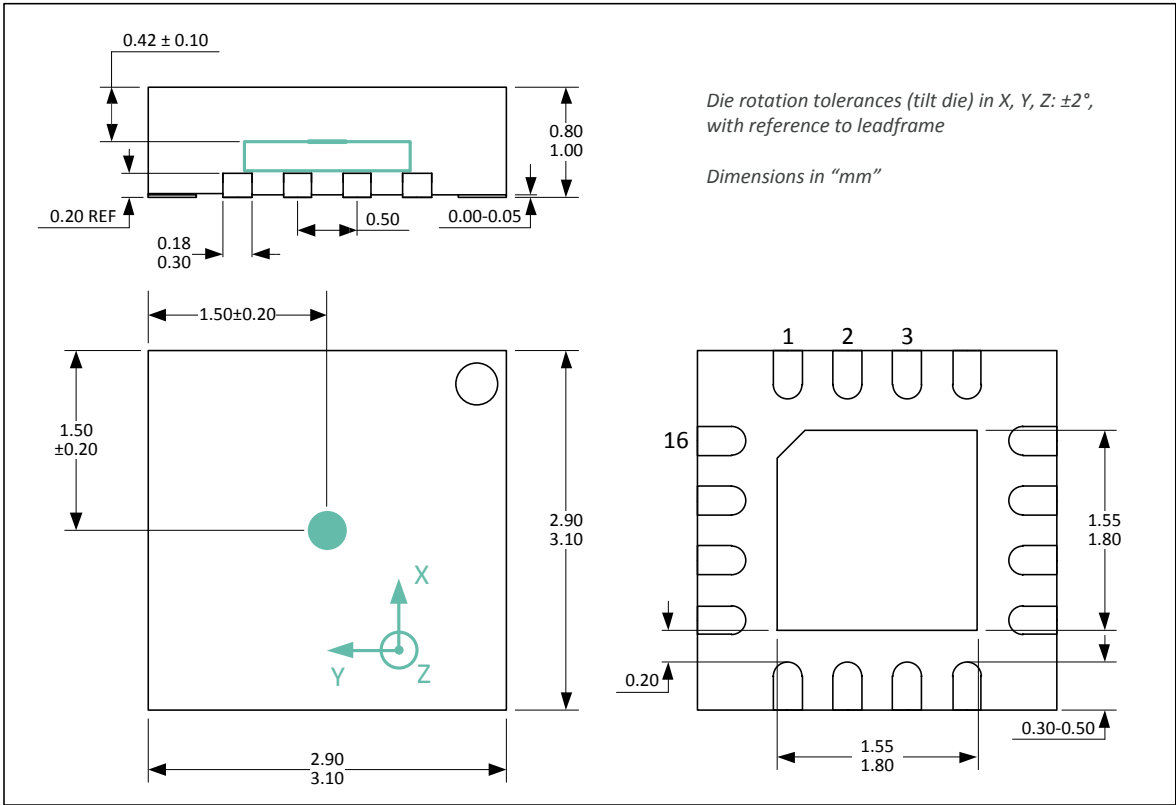 0.42 ± 0.10
Die rotation tolerances (tilt die) in X, Y, Z: ±2°,
with reference to leadframe
Dimensions in “mm”
0.80
1.00
0.20 REF
0.18
0.30
0.50
0.00-0.05
1.50±0.20
1.50
±0.20
2.90
3.10
X
Y
Z
2.90
3.10
1
2
3
16
1.55
1.80
0.20
0.30-0.50
1.55
1.80